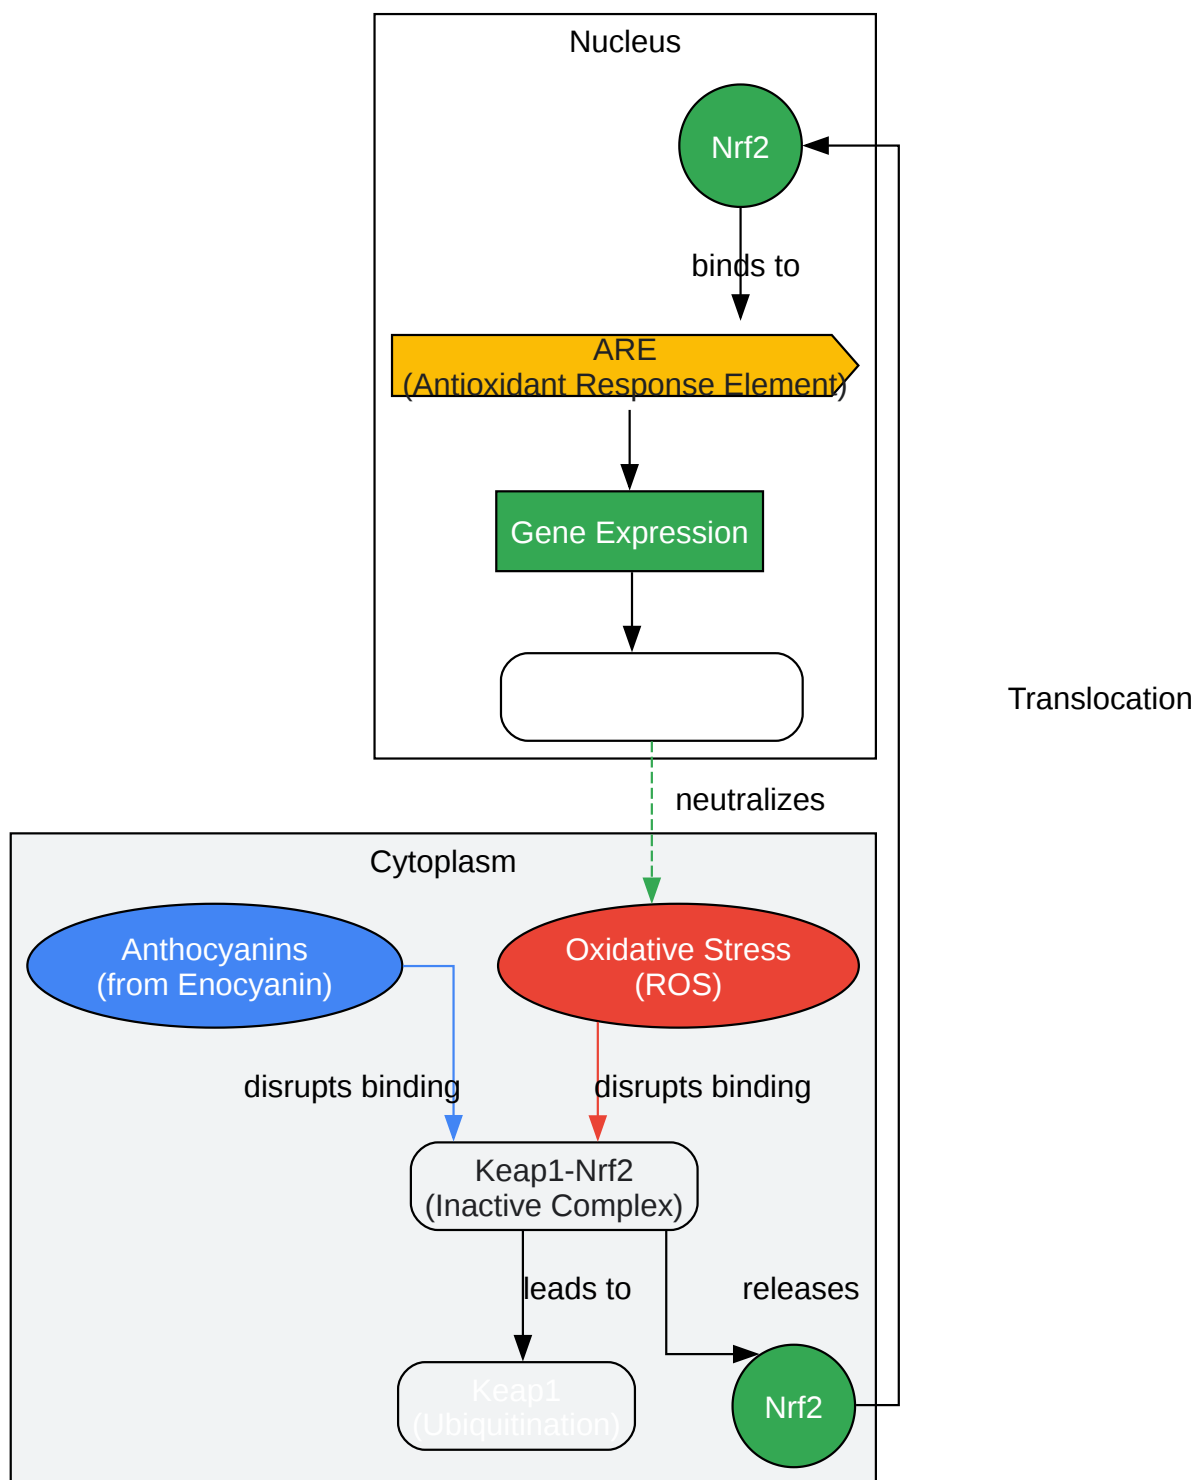 Nucleus
Nrf2
binds to
ARE
(Antioxidant Response Element)
Gene Expression
Translocation
neutralizes
Cytoplasm
Anthocyanins
(from Enocyanin)
Oxidative Stress
(ROS)
disrupts binding
disrupts binding
Keap1-Nrf2
(Inactive Complex)
leads to
releases
Keap1
(Ubiquitination)
Nrf2